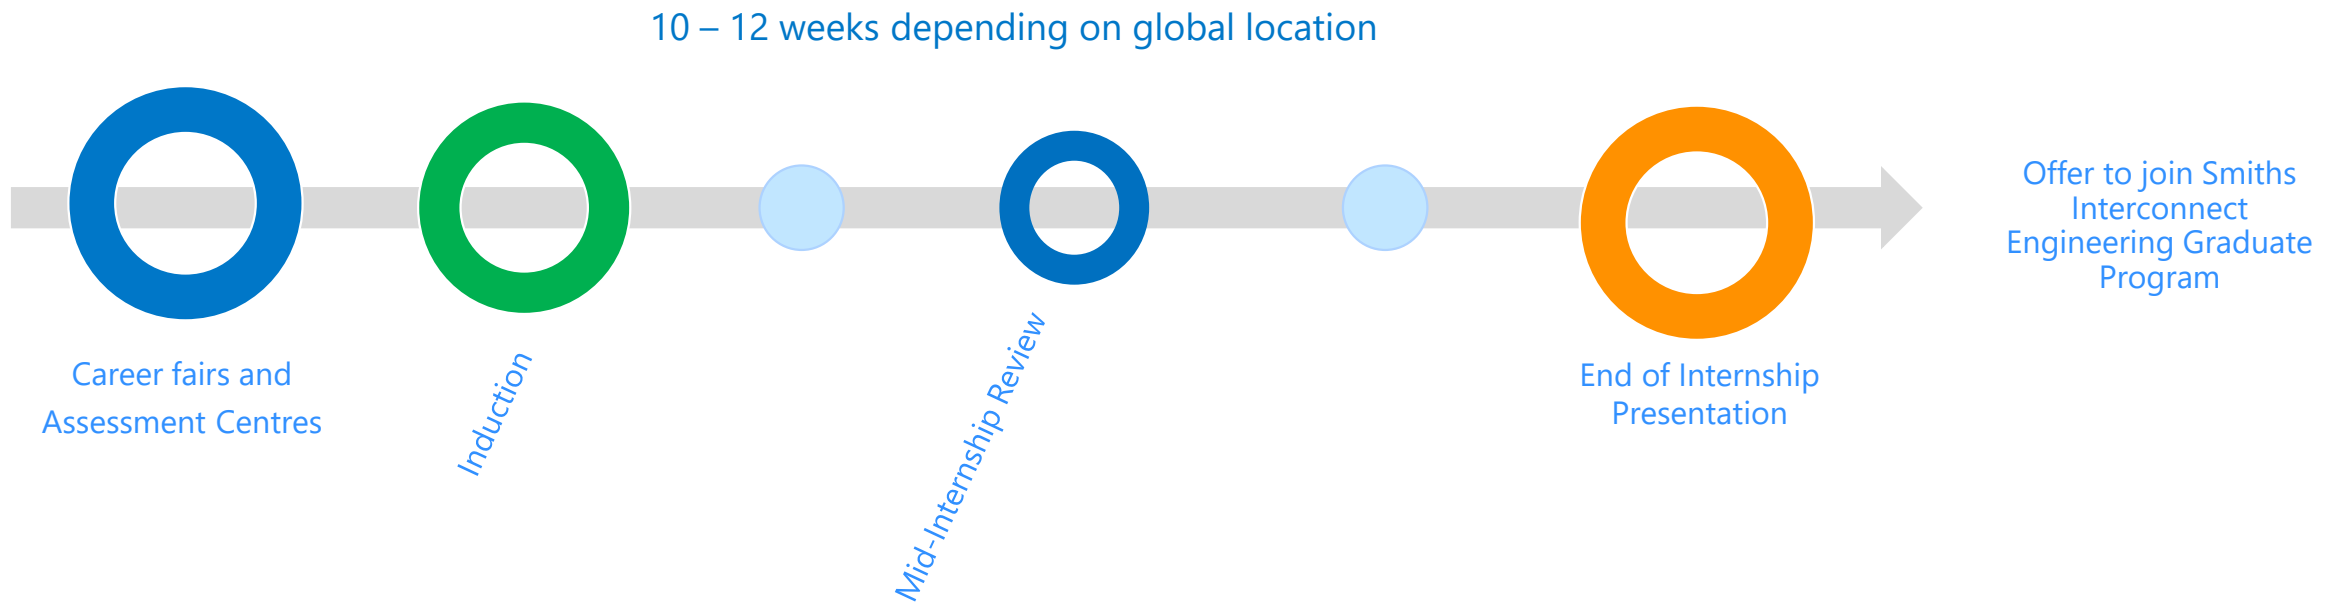 10 – 12 weeks depending on global location
Career fairs and
Assessment Centres
Induction
Mid-Internship Review
End of Internship
Presentation
Offer to join Smiths
Interconnect
Engineering Graduate
Program